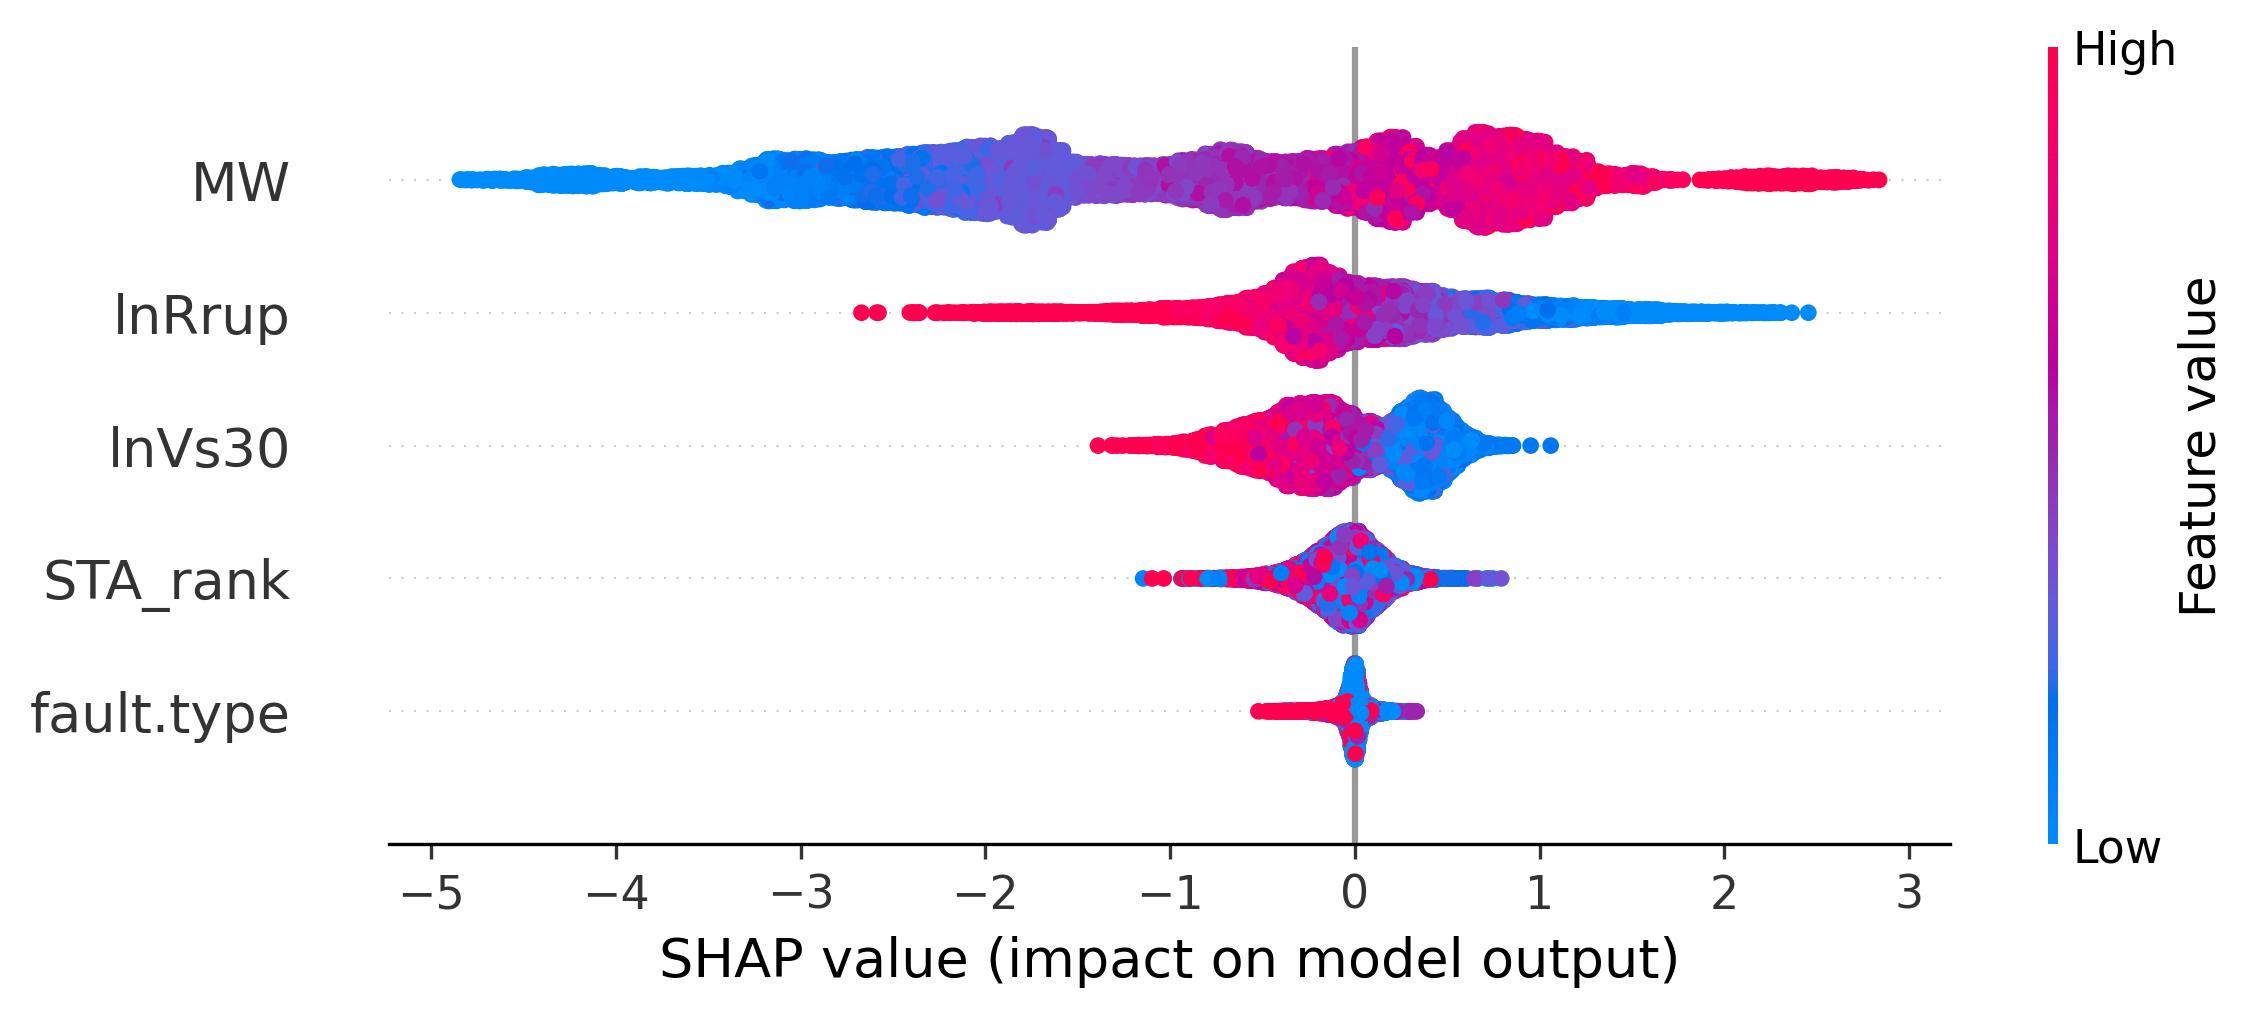 High
MW
lnRrup
lnVs30
STA_rank
fault.type
Feature value
Low
−5 −4 −3 −2 −1 0 1 2 3
SHAP value (impact on model output)